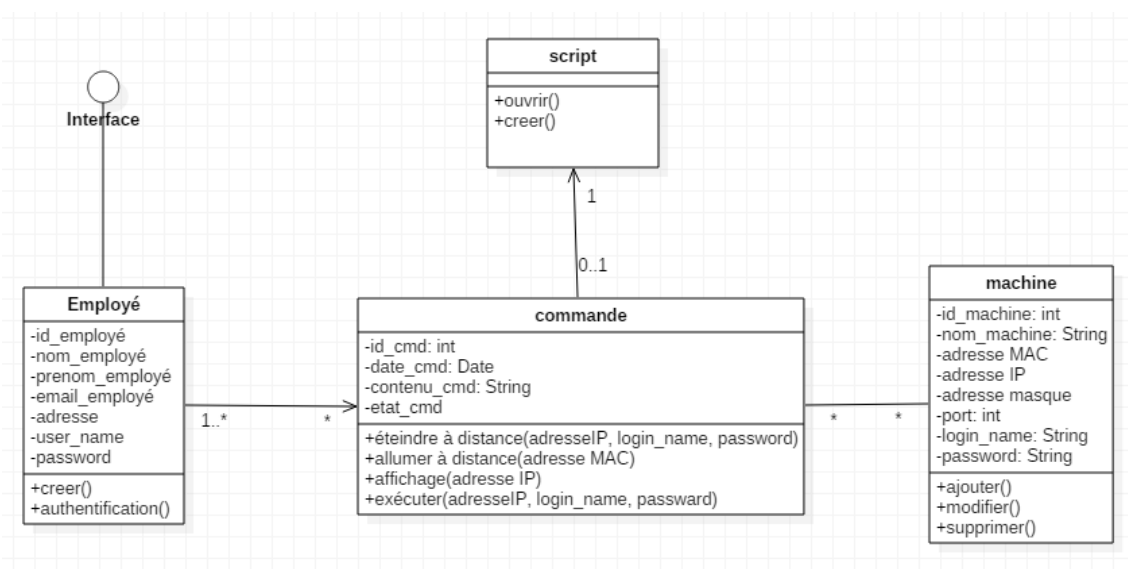 script
+ouvrir()
+creer()
Interface
1
0..1
Employé
-id_employé
-nom_employé
-prenom_employé
-email_employé
-adresse
-user_name
-password
+creer()
+authentification()
1..*
*
commande
-id_cmd: int
-date_cmd: Date
-contenu_cmd: String
-etat_cmd
+éteindre à distance(adresseIP, login_name, password)
+allumer à distance(adresse MAC)
+affichage(adresse IP)
+exécuter(adresseIP, login_name, passward)
*
*
machine
-id_machine: int
-nom_machine: String
-adresse MAC
-adresse IP
-adresse masque
-port: int
-login_name: String
-password: String
+ajouter()
+modifier()
+supprimer()